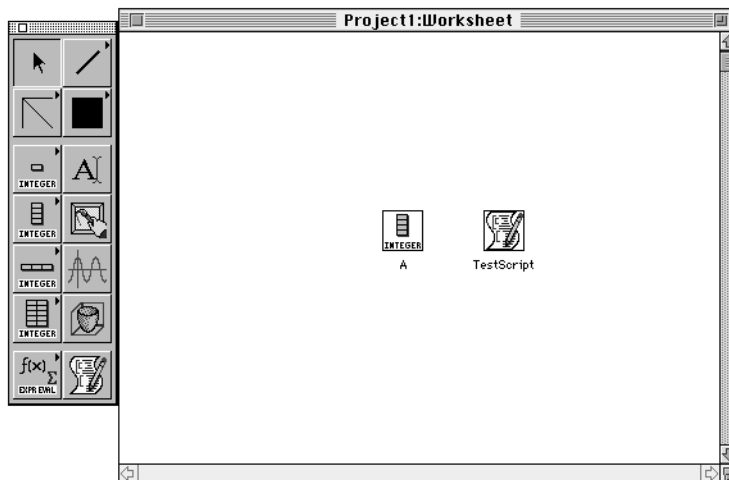 Project1:Worksheet
INTEGER
A
INTEGER
INTEGER
INTEGER
f(x) Σ
EXPR EVAL
INTEGER
A
TestScript